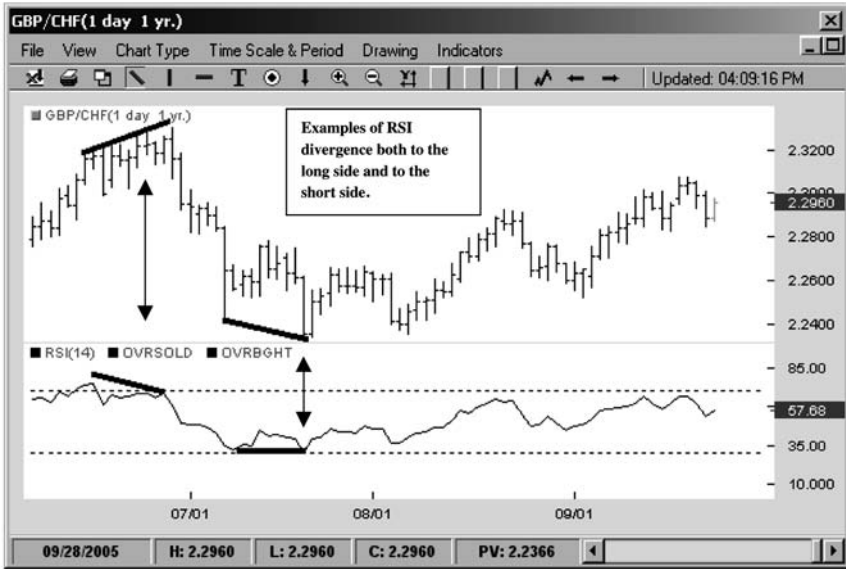 GBP/CHF(1 day 1 yr.)
File View Chart Type Time Scale & Period Drawing Indicators
T Updated: 04:09:16 PM
GBP/CHF(1 day 1 yr.)
Examples of RSI
divergence both to the
long side and to the
short side.
2.3200
2.3000
2.2960
2.2800
2.2600
2.2400
RSI(14) OVRSOLD OVRBGHT
85.00
57.68
35.00
10.000
07/01 08/01 09/01
09/28/2005 H: 2.2960 L: 2.2960 C: 2.2960 PV: 2.2366